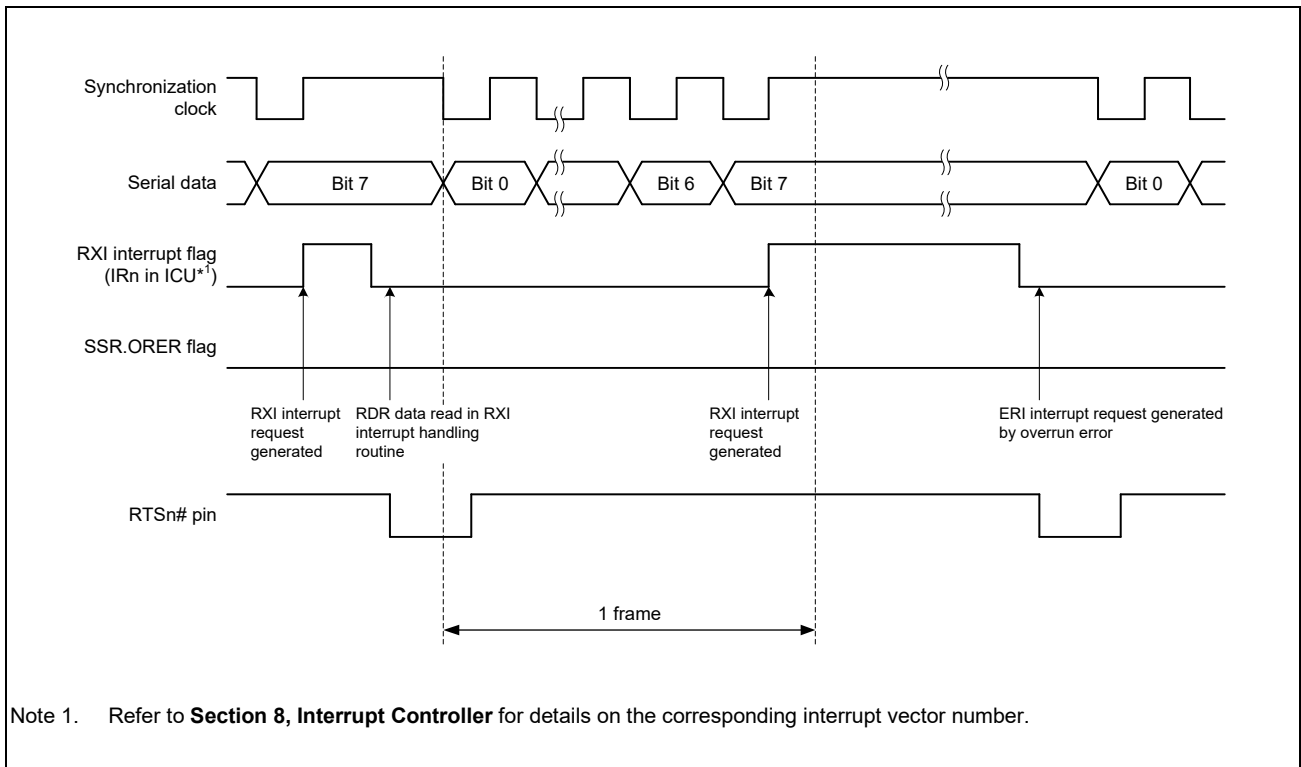 Synchronization
clock
Serial data
Bit 7
Bit 0
Bit 6
Bit 7
Bit 0
RXI interrupt flag
(IRn in ICU*1)
SSR.ORER flag
RXI interrupt
request
generated
RDR data read in RXI
interrupt handling
routine
RXI interrupt
request
generated
ERI interrupt request generated
by overrun error
RTSn# pin
1 frame
Note 1. Refer to Section 8, Interrupt Controller for details on the corresponding interrupt vector number.